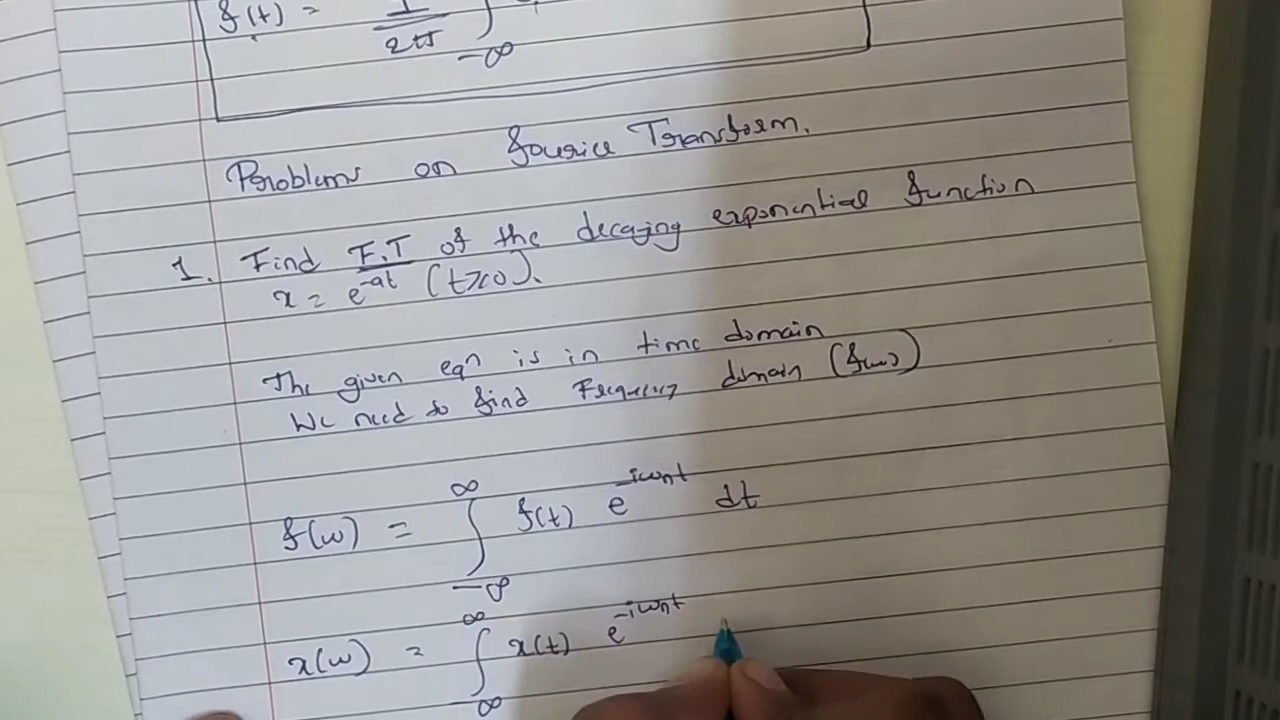 f(t) = 1/2π ∫ -∞
Problems on Fourier Transform.
1. Find F.T of the decaying exponential function
x = e^-at (t>0).
The given eqn is in time domain
We need to find Frequency domain (f(ω))
f(ω) = ∫ -∞ ∞ f(t) e^-iωnt dt
x(ω) = ∫ ∞ ∞ x(t) e^-iωnt